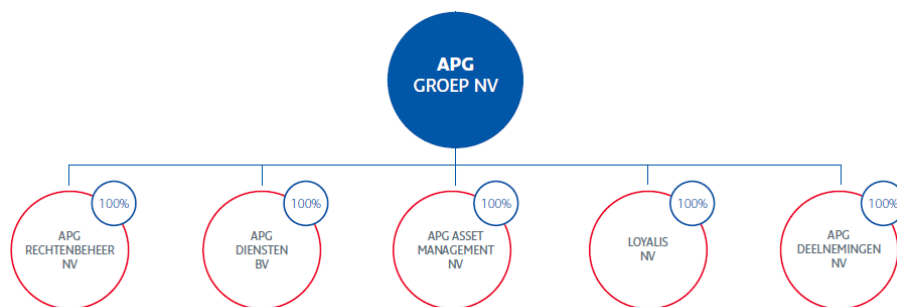 APG
GROEP NV
100%
100%
100%
100%
100%
APG
RECHTENBEHEER
NV
APG
DIENSTEN
BV
APG ASSET
MANAGEMENT
NV
LOYALIS
NV
APG
DEELNEMINGEN
NV